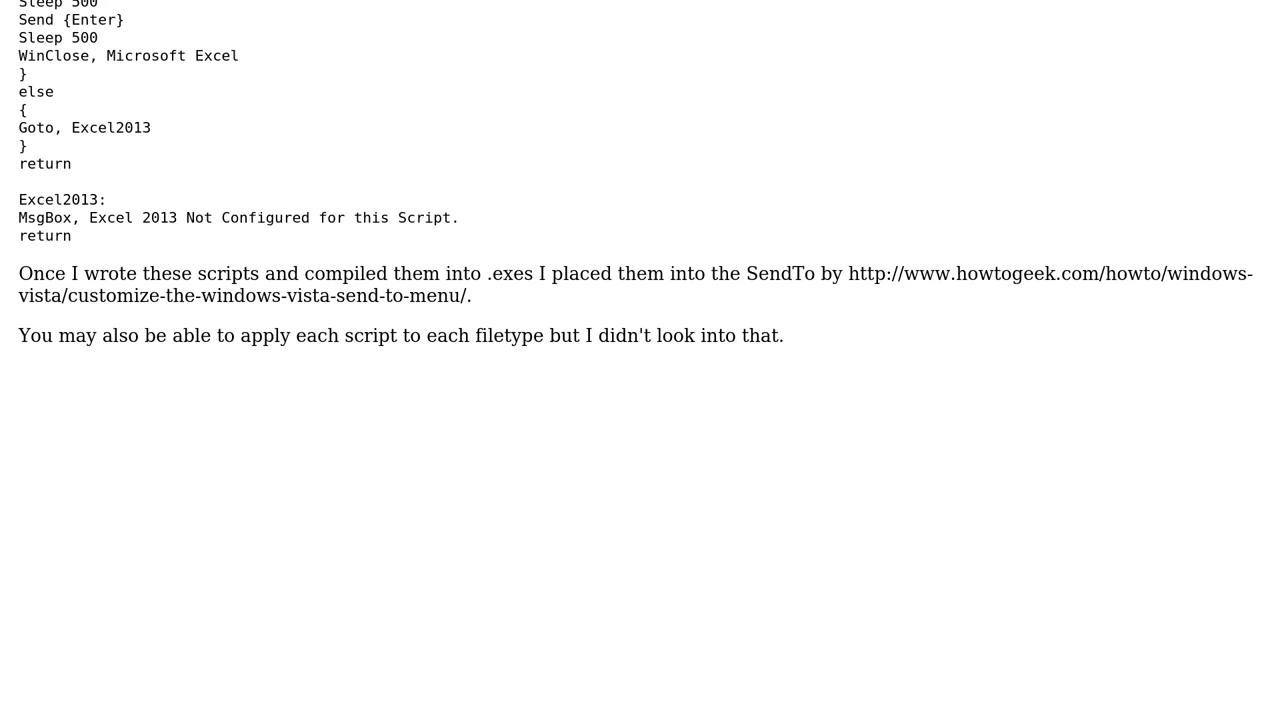 Sleep 500
Send {Enter}
Sleep 500
WinClose, Microsoft Excel
}
else
{
Goto, Excel2013
}
return

Excel2013:
MsgBox, Excel 2013 Not Configured for this Script.
return
Once I wrote these scripts and compiled them into .exes I placed them into the SendTo by http://www.howtogeek.com/howto/windows-
vista/customize-the-windows-vista-send-to-menu/.
You may also be able to apply each script to each filetype but I didn't look into that.